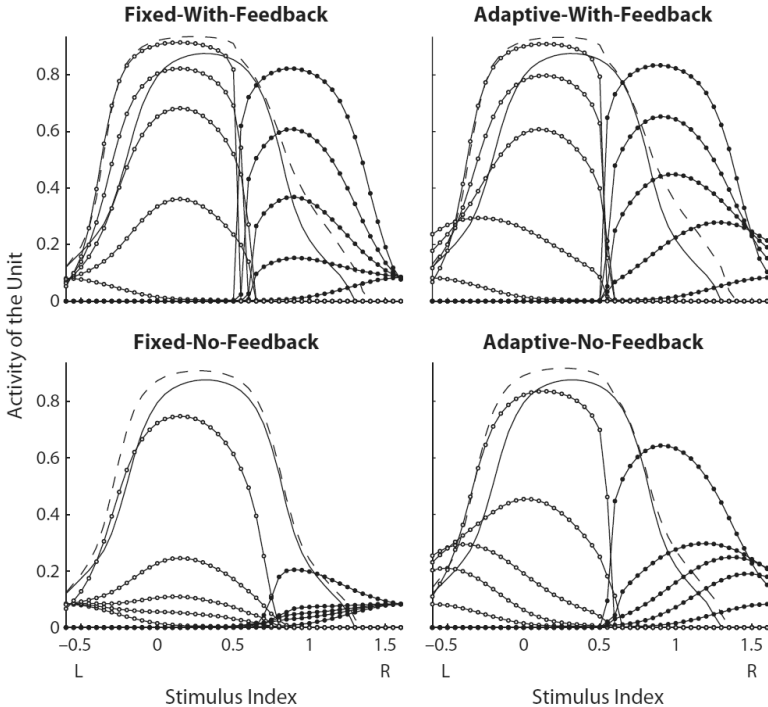 Fixed-With-Feedback
Adaptive-With-Feedback
0.8
0.6
0.4
0.2
0
Fixed-No-Feedback
Adaptive-No-Feedback
0.8
0.6
0.4
0.2
0
Activity of the Unit
−0.5 0 0.5 1 1.5
−0.5 0 0.5 1 1.5
L R
L R
Stimulus Index
Stimulus Index